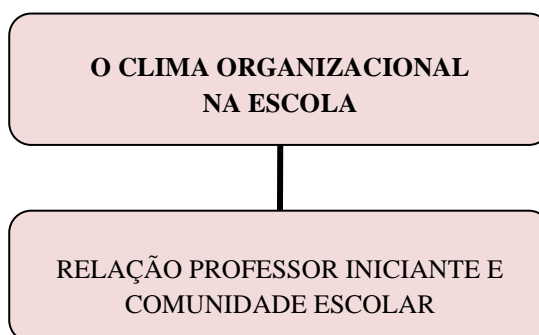 O CLIMA ORGANIZACIONAL
NA ESCOLA
RELAÇÃO PROFESSOR INICIANTE E
COMUNIDADE ESCOLAR